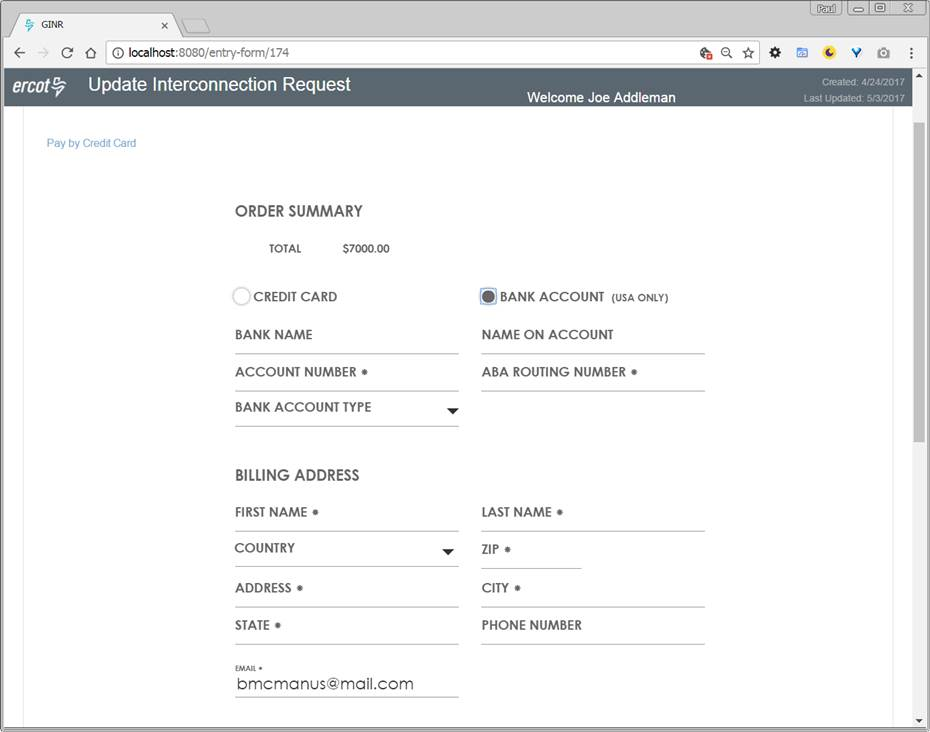 Paul
GINR
localhost:8080/entry-form/174
ercot
Update Interconnection Request
Welcome Joe Addleman
Created: 4/24/2017
Last Updated: 5/3/2017
Pay by Credit Card
ORDER SUMMARY
TOTAL $7000.00
CREDIT CARD BANK ACCOUNT (USA ONLY)
BANK NAME NAME ON ACCOUNT
ACCOUNT NUMBER * ABA ROUTING NUMBER *
BANK ACCOUNT TYPE
BILLING ADDRESS
FIRST NAME * LAST NAME *
COUNTRY ZIP *
ADDRESS * CITY *
STATE * PHONE NUMBER
EMAIL *
bmcmanus@mail.com